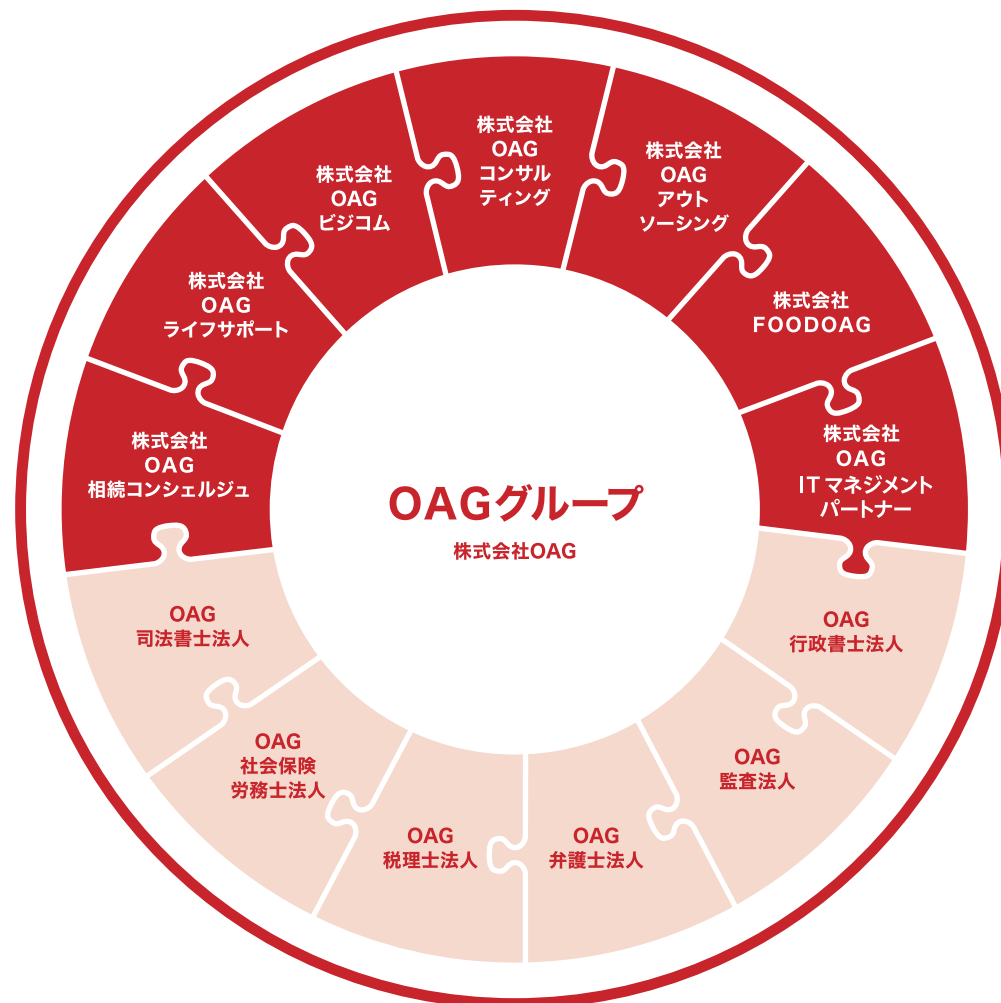 株式会社
OAG
コンサル
ティング
株式会社
OAG
アウト
ソーシング
株式会社
FOODOAG
株式会社
OAG
ITマネジメント
パートナー
OAG
行政書士法人
OAG
監査法人
OAG
弁護士法人
OAG
税理士法人
OAG
社会保険
労務士法人
OAG
司法書士法人
株式会社
OAG
相続コンシェルジュ
株式会社
OAG
ライフサポート
株式会社
OAG
ビジコム
OAGグループ
株式会社OAG